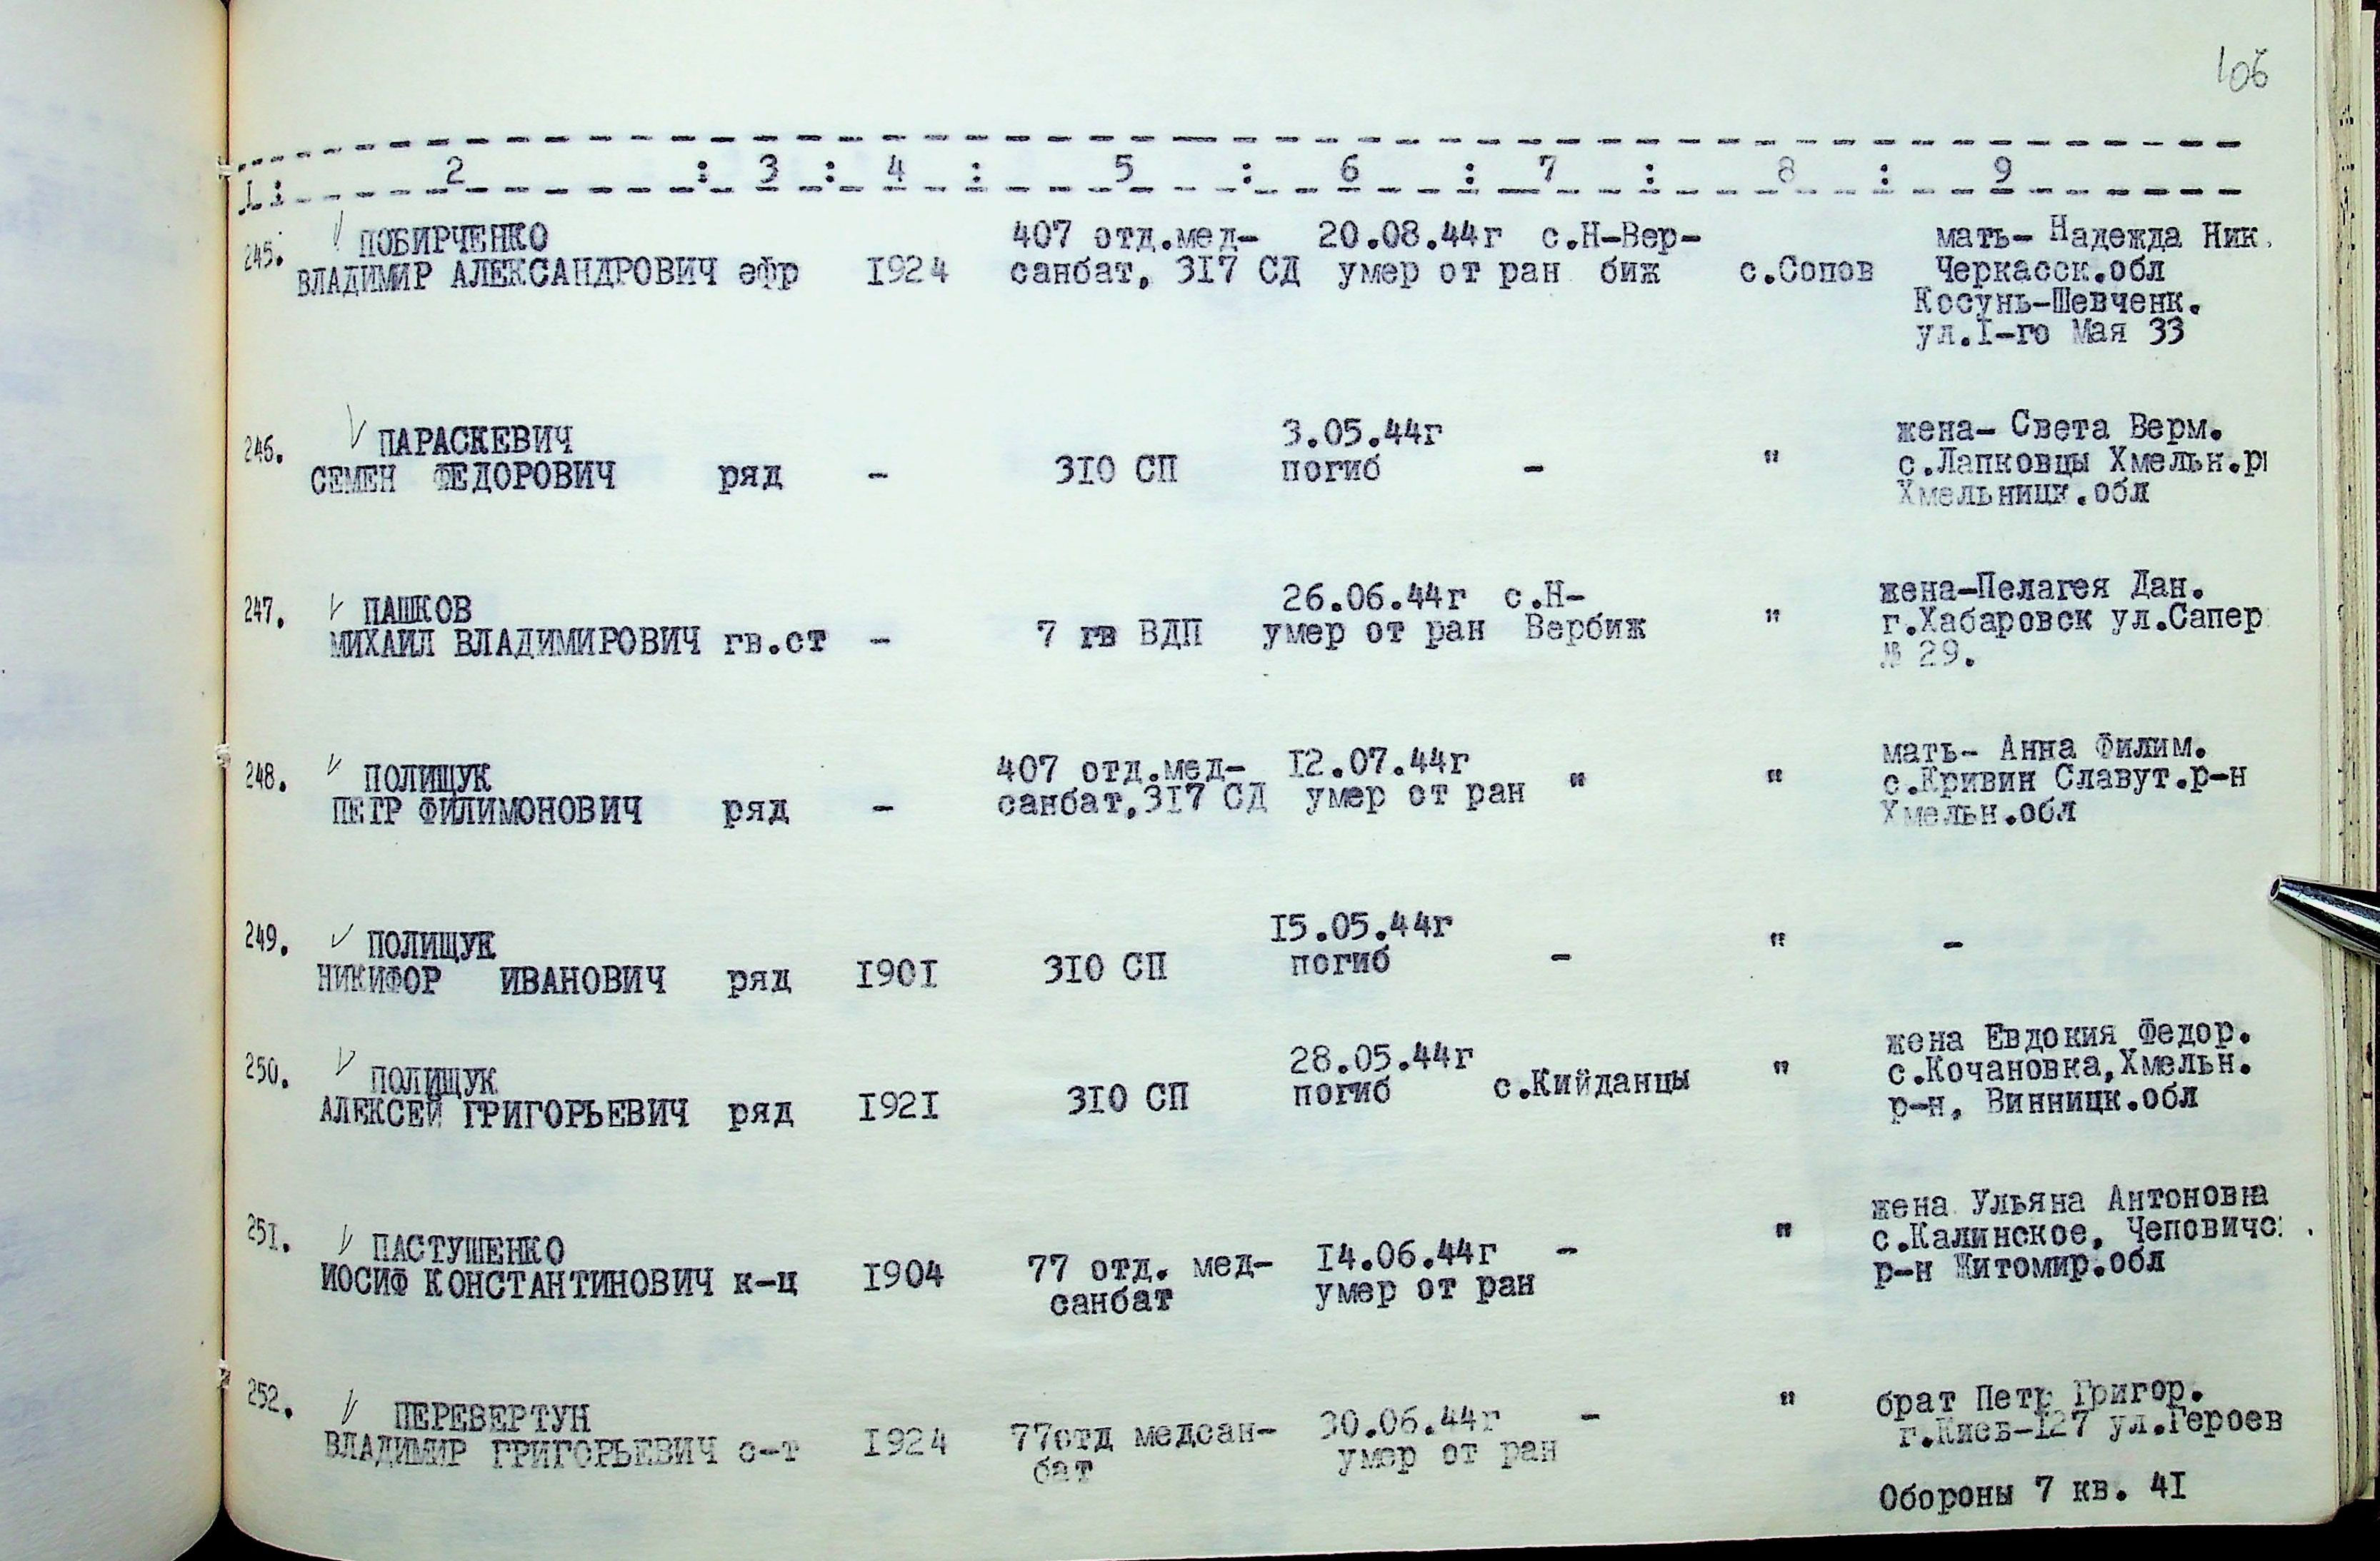 106
1 : 2 : 3 : 4 : 5 : 6 : 7 : 8 : 9
245. ПОБИРЧЕНКО 407 отд.мед- 20.08.44г с.Н-Вер- мать- Надежда Ник.
ВЛАДИМИР АЛЕКСАНДРОВИЧ ефр 1924 санбат, 317 СД умер от ран биж с.Сопов Черкасск.обл
Косунь-Шевченк.
ул.I-го Мая 33
246. ПАРАСКЕВИЧ 3.05.44г жена- Света Верм.
СЕМЕН ФЕДОРОВИЧ ряд - 310 СП погиб - " с.Лапковцы Хмельн.р
Хмельницк.обл
247. ПАШКОВ 26.06.44г с.Н- жена-Пелагея Дан.
МИХАИЛ ВЛАДИМИРОВИЧ гв.ст - 7 гв ВДП умер от ран Вербиж " г.Хабаровск ул.Сапер
№ 29.
248. ПОЛИЩУК 407 отд.мед- 12.07.44г " " мать- Анна Филим.
ПЕТР ФИЛИМОНОВИЧ ряд - санбат,317 СД умер от ран с.Кривин Славут.р-н
Хмельн.обл
249. ПОЛИЩУК 15.05.44г " -
НИКИФОР ИВАНОВИЧ ряд 1901 310 СП погиб -
250. ПОЛИЩУК 28.05.44г жена Евдокия Федор.
АЛЕКСЕЙ ГРИГОРЬЕВИЧ ряд 1921 310 СП погиб с.Кийданцы " с.Кочановка,Хмельн.
р-н, Винницк.обл
251. ПАСТУШЕНКО 14.06.44г - " жена Ульяна Антоновна
ИОСИФ КОНСТАНТИНОВИЧ к-ц 1904 77 отд. мед- умер от ран с.Калинское, Чеповичс
санбат р-н Житомир.обл
252. ПЕРЕВЕРТУН 30.06.44г - " брат Петр Григор.
ВЛАДИМИР ГРИГОРЬЕВИЧ с-т 1924 77отд медсан- умер от ран г.Киев-127 ул.Героев
бат
Обороны 7 кв. 41